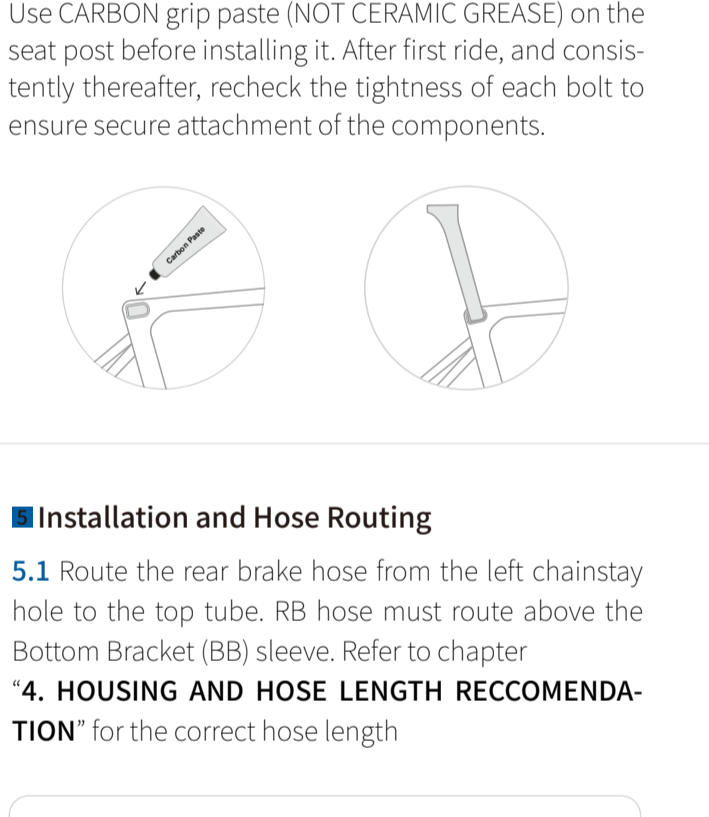 Use CARBON grip paste (NOT CERAMIC GREASE) on the
seat post before installing it. After first ride, and consis-
tently thereafter, recheck the tightness of each bolt to
ensure secure attachment of the components.
Carbon Paste
5 Installation and Hose Routing
5.1 Route the rear brake hose from the left chainstay
hole to the top tube. RB hose must route above the
Bottom Bracket (BB) sleeve. Refer to chapter
“4. HOUSING AND HOSE LENGTH RECCOMENDA-
TION” for the correct hose length